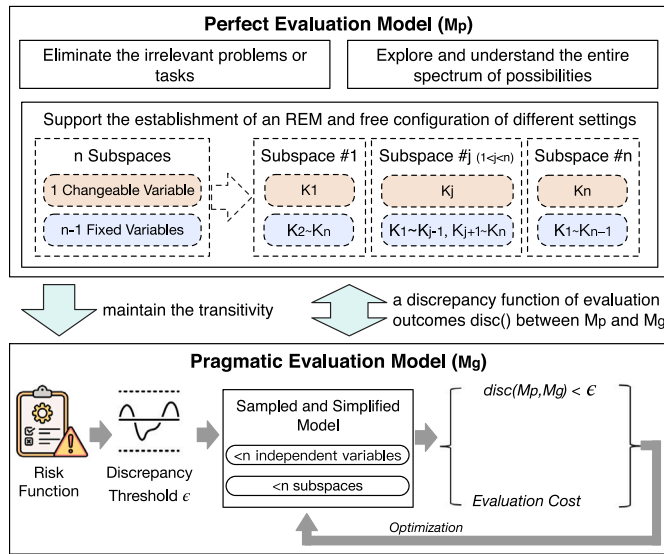 Perfect Evaluation Model (Mp)
Eliminate the irrelevant problems or
tasks
Explore and understand the entire
spectrum of possibilities
Support the establishment of an REM and free configuration of different settings
n Subspaces
1 Changeable Variable
n-1 Fixed Variables
Subspace #1
K1
K2~Kn
Subspace #j (1<j<n)
Kj
K1~Kj-1, Kj+1~Kn
Subspace #n
Kn
K1~Kn-1
maintain the transitivity
a discrepancy function of evaluation
outcomes disc() between Mp and Mg
Pragmatic Evaluation Model (Mg)
Risk
Function
Discrepancy
Threshold ϵ
Sampled and Simplified
Model
<n independent variables
<n subspaces
disc(Mp,Mg) < ϵ
Evaluation Cost
Optimization